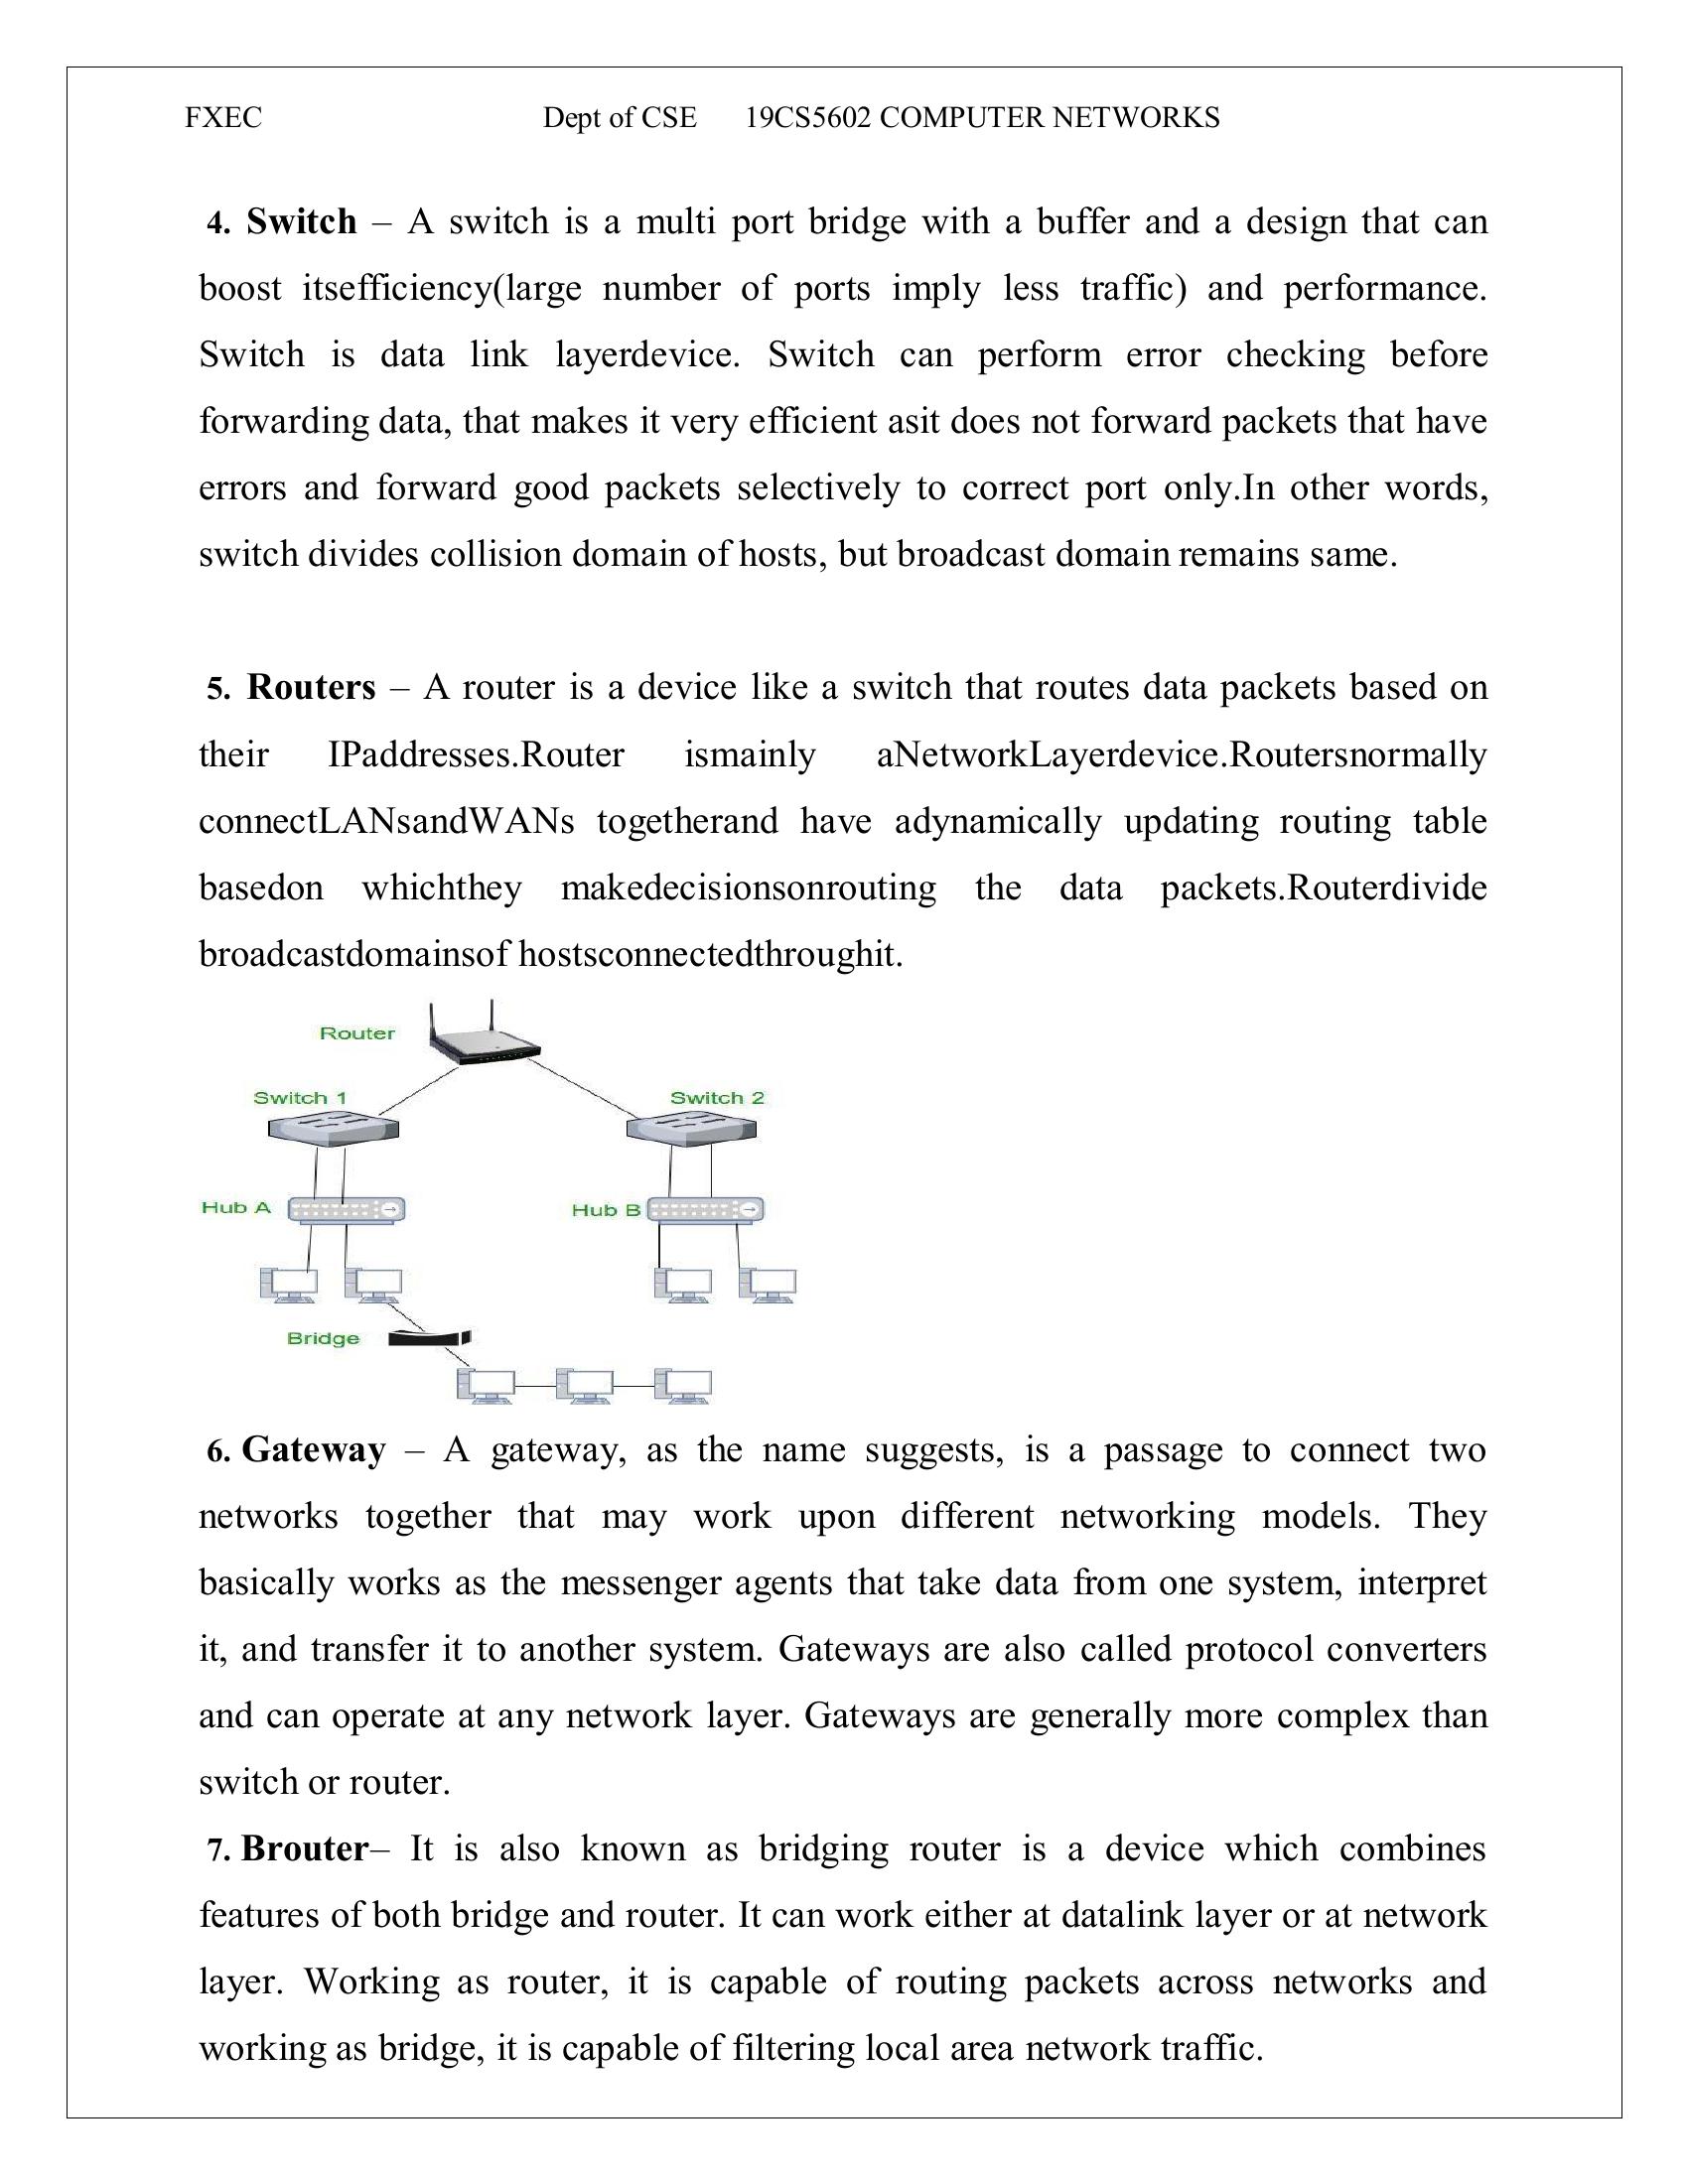 FXEC Dept of CSE 19CS5602 COMPUTER NETWORKS
4. Switch – A switch is a multi port bridge with a buffer and a design that can
boost itsefficiency(large number of ports imply less traffic) and performance.
Switch is data link layerdevice. Switch can perform error checking before
forwarding data, that makes it very efficient asit does not forward packets that have
errors and forward good packets selectively to correct port only.In other words,
switch divides collision domain of hosts, but broadcast domain remains same.
5. Routers – A router is a device like a switch that routes data packets based on
their IPaddresses.Router ismainly aNetworkLayerdevice.Routersnormally
connectLANsandWANs togetherand have adynamically updating routing table
basedon whichthey makedecisionsonrouting the data packets.Routerdivide
broadcastdomainsof hostsconnectedthroughit.
Router
Switch 1 Switch 2
Hub A Hub B
Bridge
6. Gateway – A gateway, as the name suggests, is a passage to connect two
networks together that may work upon different networking models. They
basically works as the messenger agents that take data from one system, interpret
it, and transfer it to another system. Gateways are also called protocol converters
and can operate at any network layer. Gateways are generally more complex than
switch or router.
7. Brouter– It is also known as bridging router is a device which combines
features of both bridge and router. It can work either at datalink layer or at network
layer. Working as router, it is capable of routing packets across networks and
working as bridge, it is capable of filtering local area network traffic.